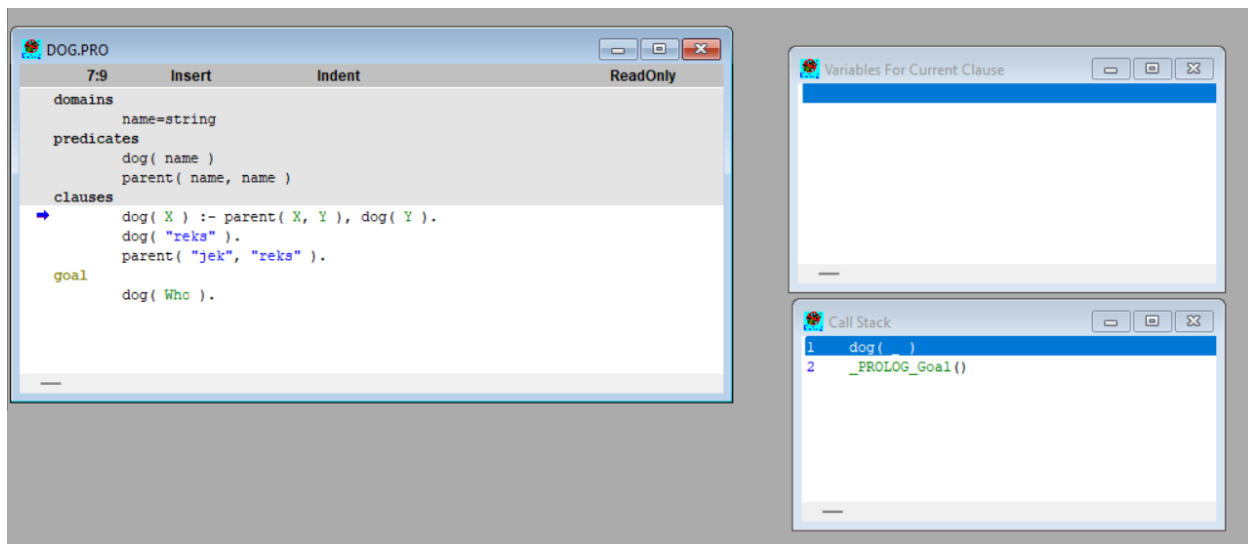 DOG.PRO
7:9 Insert Indent ReadOnly
domains
name=string
predicates
dog( name )
parent( name, name )
clauses
dog( X ) :- parent( X, Y ), dog( Y ).
dog( "reks" ).
parent( "jek", "reks" ).
goal
dog( Who ).
Variables For Current Clause
Call Stack
1 dog( _ )
2 _PROLOG_Goal()